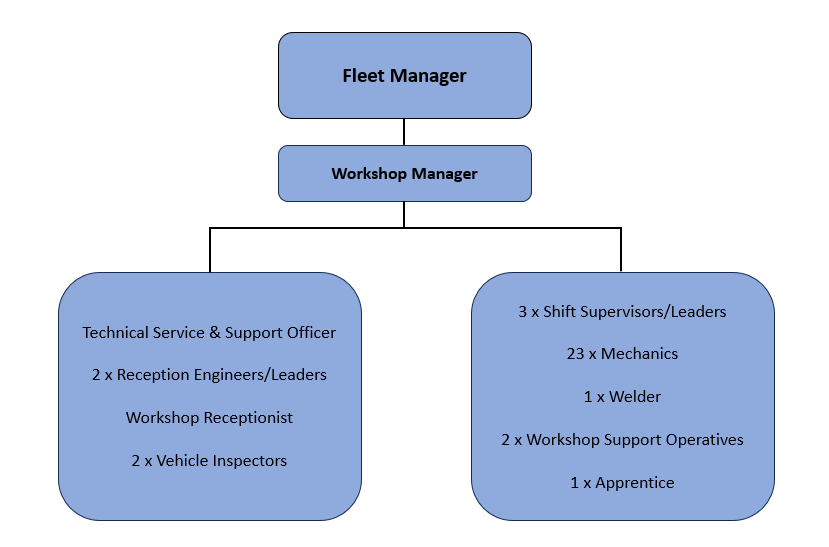 Fleet Manager
Workshop Manager
Technical Service & Support Officer
2 x Reception Engineers/Leaders
Workshop Receptionist
2 x Vehicle Inspectors
3 x Shift Supervisors/Leaders
23 x Mechanics
1 x Welder
2 x Workshop Support Operatives
1 x Apprentice